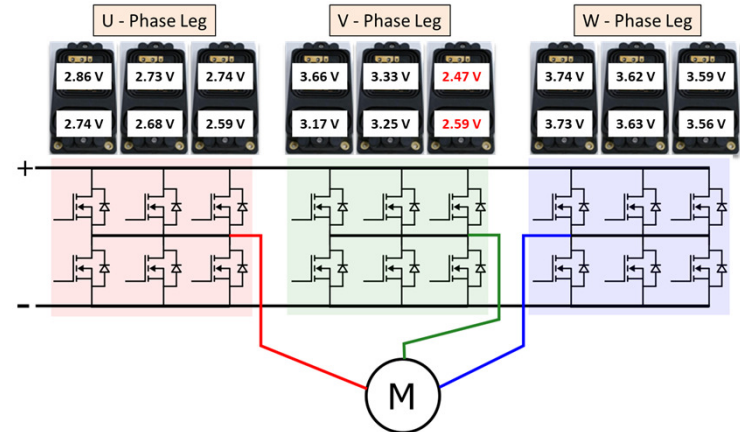 U - Phase Leg
V - Phase Leg
W - Phase Leg
2.86 V 2.73 V 2.74 V 3.66 V 3.33 V 2.47 V 3.74 V 3.62 V 3.59 V
2.74 V 2.68 V 2.59 V 3.17 V 3.25 V 2.59 V 3.73 V 3.63 V 3.56 V
+
-
M